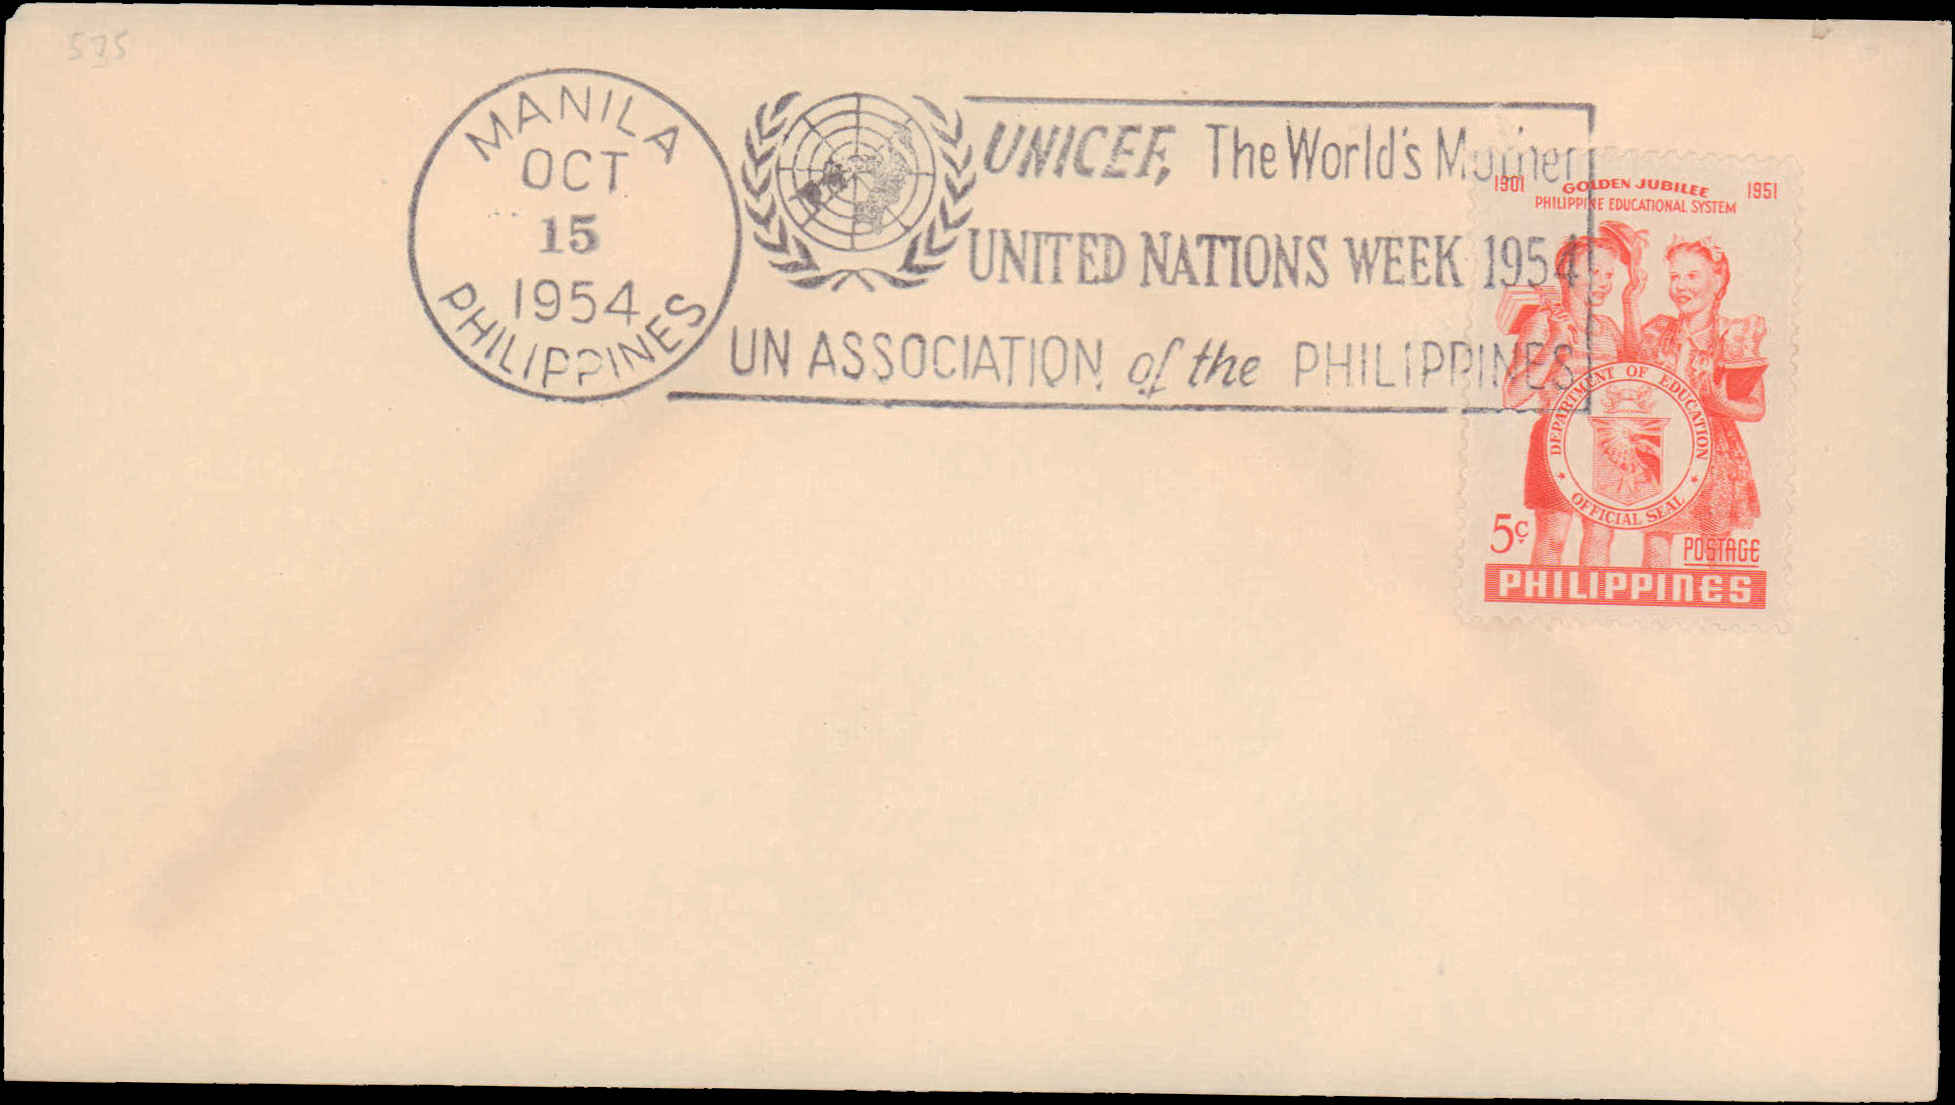 535
MANILA
OCT
15
1954
PHILIPPINES
UNICEF, The World's Mother
UNITED NATIONS WEEK 1954
UN ASSOCIATION of the PHILIPPINES
1901 GOLDEN JUBILEE 1951
PHILIPPINE EDUCATIONAL SYSTEM
DEPARTMENT OF EDUCATION
OFFICIAL SEAL
5c
POSTAGE
PHILIPPINES